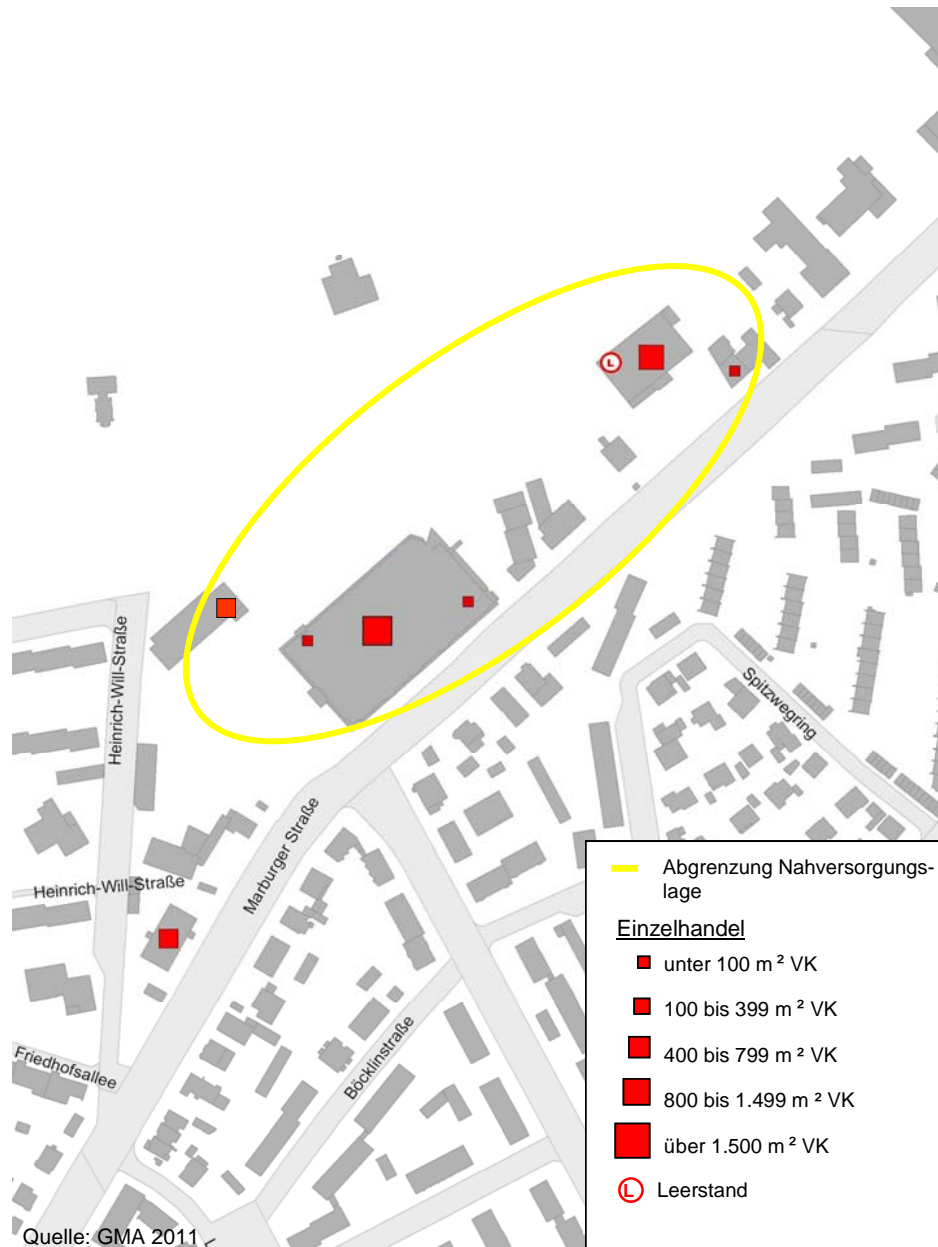 Heinrich-Will-Straße
Spitzwegring
Marburger Straße
Heinrich-Will-Straße
Böcklinstraße
Friedhofsallee
Quelle: GMA 2011
L
L
Abgrenzung Nahversorgungs-
lage
Einzelhandel
unter 100 m² VK
100 bis 399 m² VK
400 bis 799 m² VK
800 bis 1.499 m² VK
über 1.500 m² VK
L Leerstand